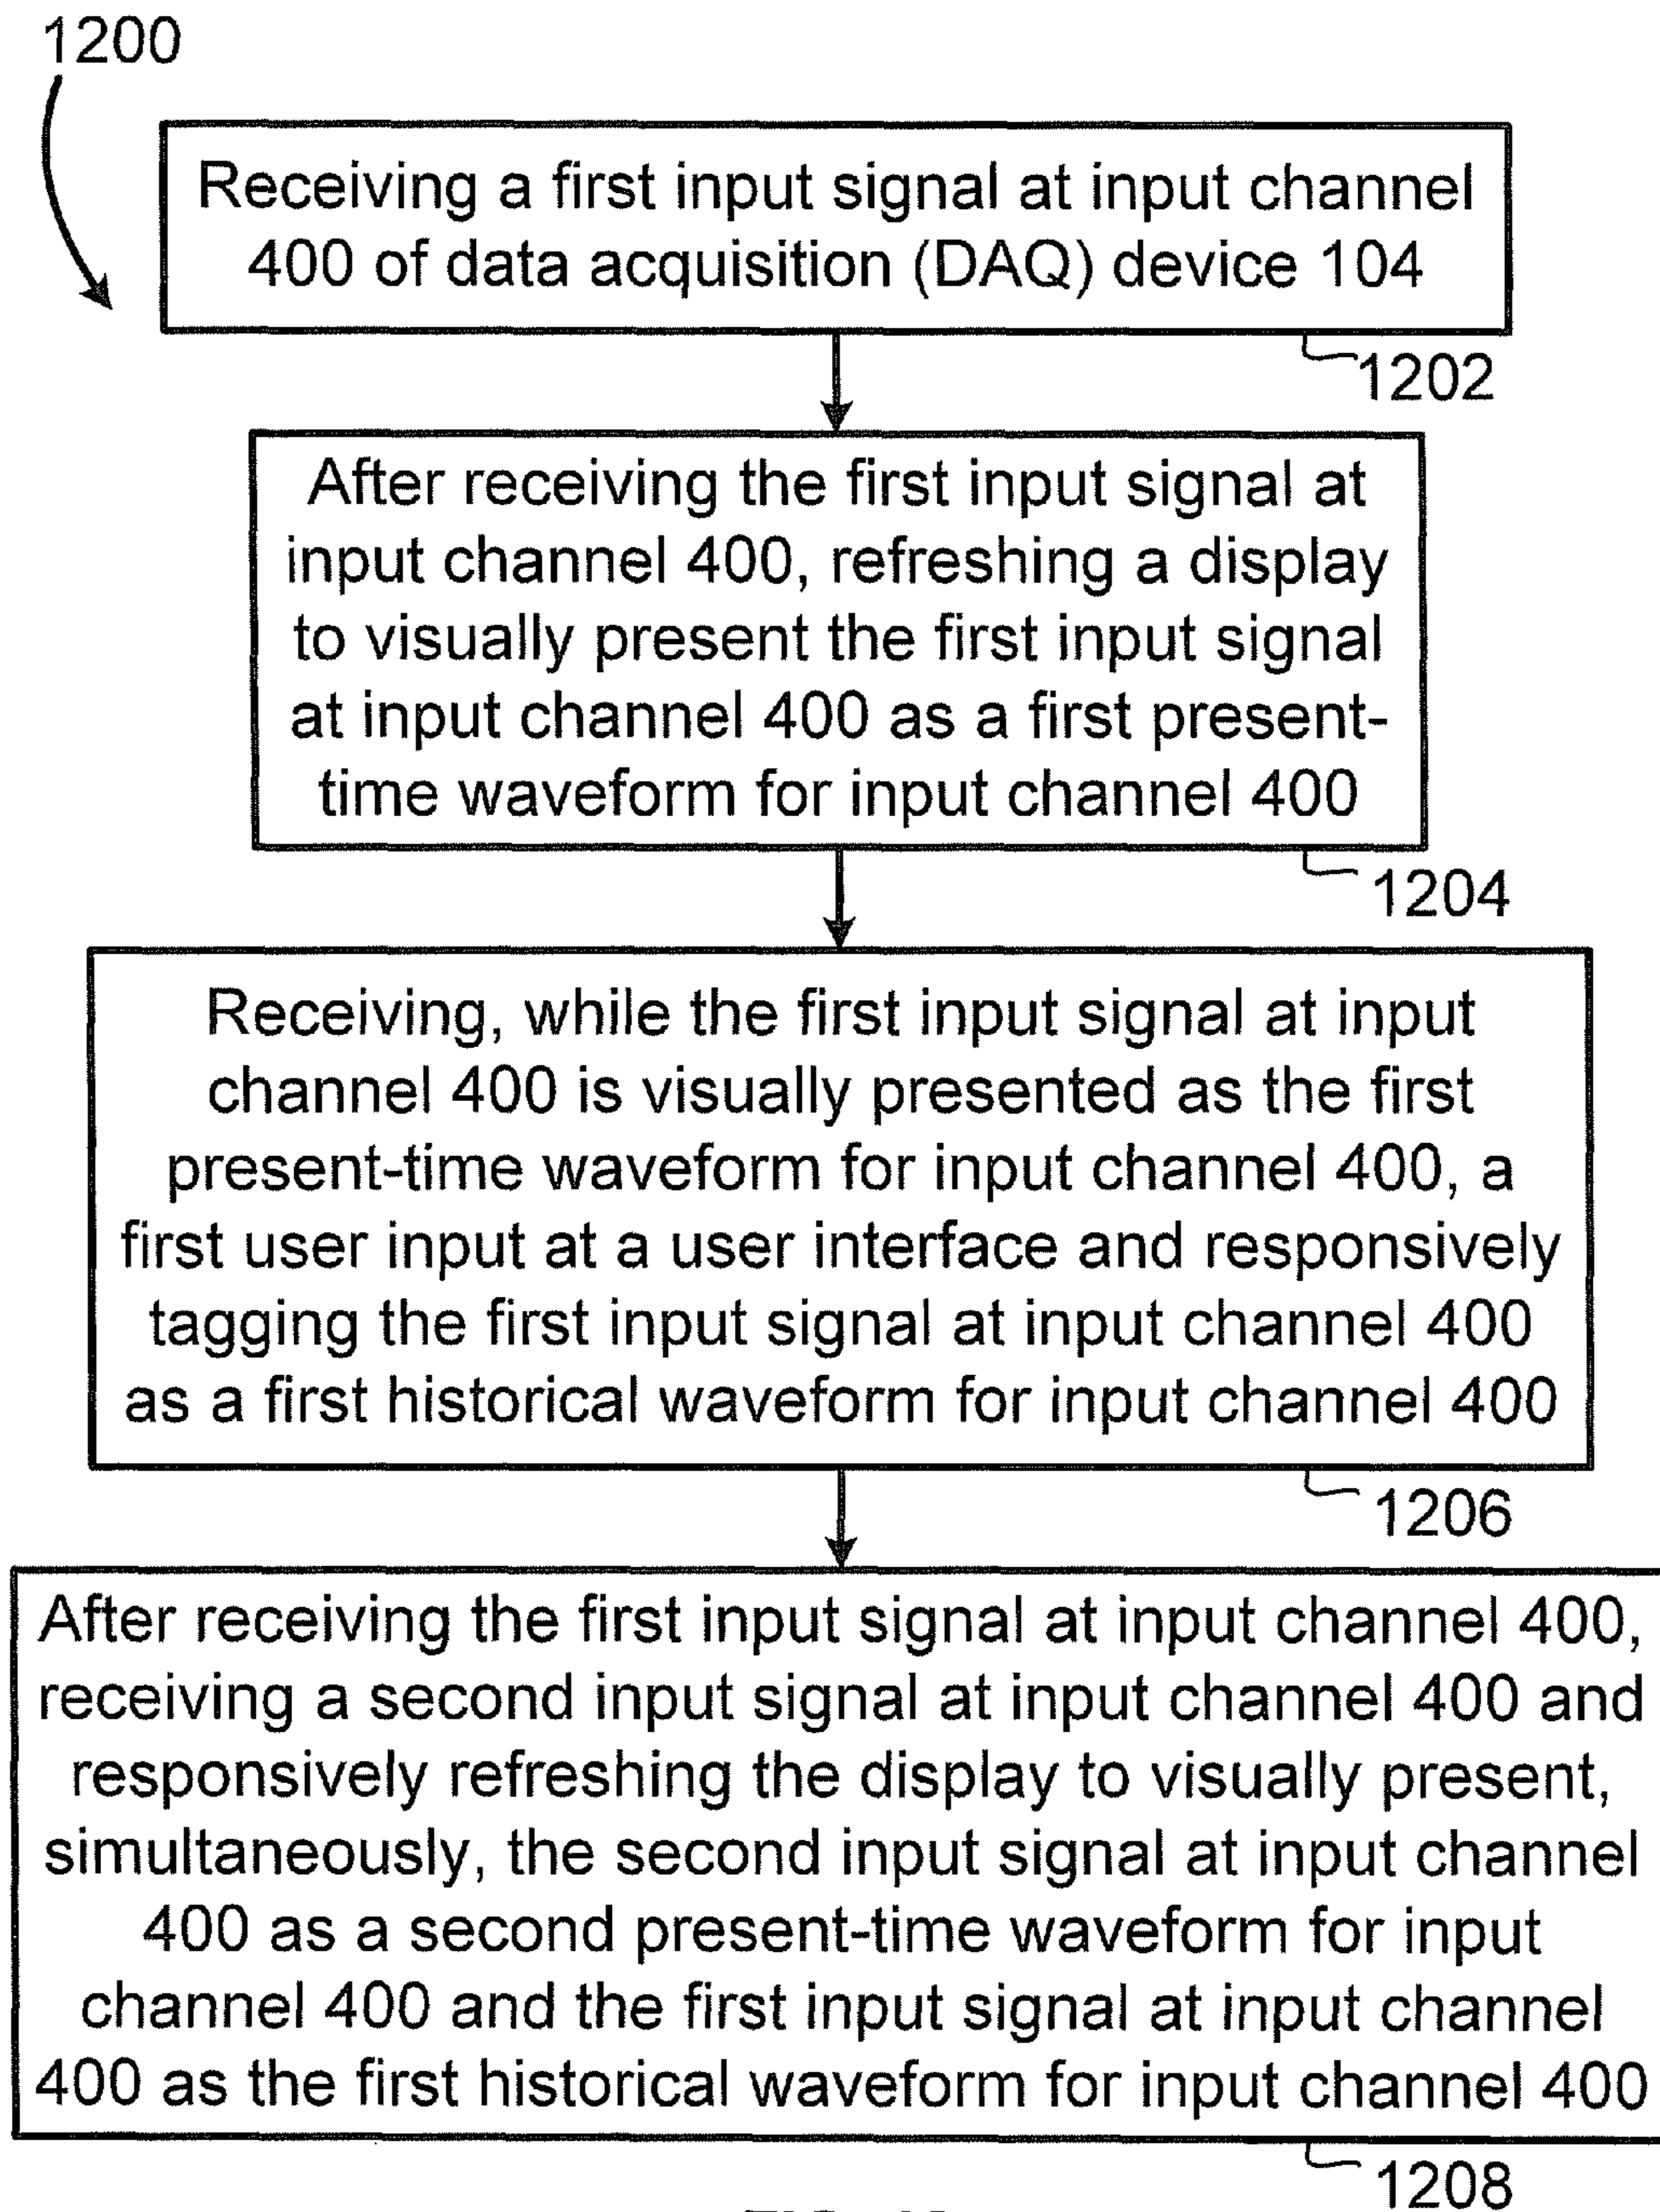 1200
Receiving a first input signal at input channel
400 of data acquisition (DAQ) device 104
1202
After receiving the first input signal at
input channel 400, refreshing a display
to visually present the first input signal
at input channel 400 as a first present-
time waveform for input channel 400
1204
Receiving, while the first input signal at input
channel 400 is visually presented as the first
present-time waveform for input channel 400, a
first user input at a user interface and responsively
tagging the first input signal at input channel 400
as a first historical waveform for input channel 400
1206
After receiving the first input signal at input channel 400,
receiving a second input signal at input channel 400 and
responsively refreshing the display to visually present,
simultaneously, the second input signal at input channel
400 as a second present-time waveform for input
channel 400 and the first input signal at input channel
400 as the first historical waveform for input channel 400
1208